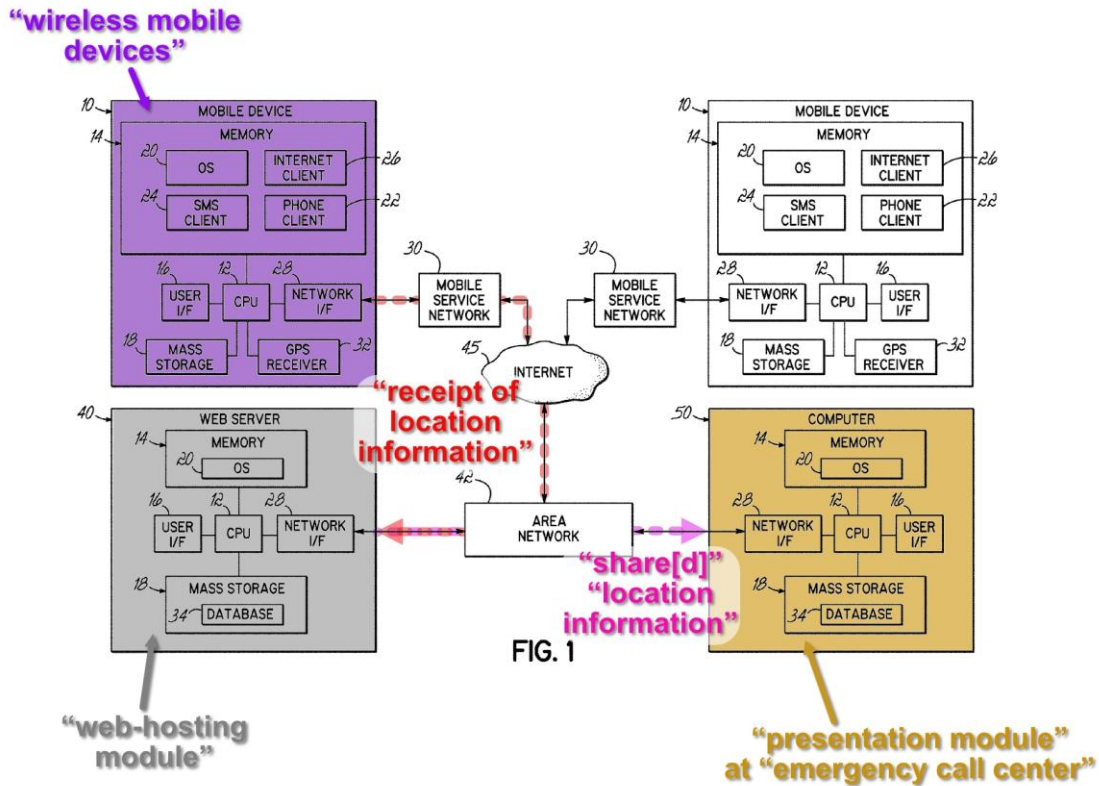 “wireless mobile
devices”
10
MOBILE DEVICE
14
MEMORY
20
OS
INTERNET
CLIENT
26
24
SMS
CLIENT
PHONE
CLIENT
22
16
12
28
USER
I/F
CPU
NETWORK
I/F
18
MASS
STORAGE
GPS
RECEIVER
32
30
MOBILE
SERVICE
NETWORK
30
MOBILE
SERVICE
NETWORK
45
INTERNET
10
MOBILE DEVICE
14
MEMORY
20
OS
INTERNET
CLIENT
26
24
SMS
CLIENT
PHONE
CLIENT
22
28
12
16
NETWORK
I/F
CPU
USER
I/F
18
MASS
STORAGE
GPS
RECEIVER
32
“receipt of
location
information”
40
WEB SERVER
14
MEMORY
20
OS
16
12
28
USER
I/F
CPU
NETWORK
I/F
18
MASS STORAGE
34
DATABASE
42
AREA
NETWORK
“share[d]”
“location
information”
50
COMPUTER
14
MEMORY
20
OS
28
12
16
NETWORK
I/F
CPU
USER
I/F
18
MASS STORAGE
34
DATABASE
FIG. 1
“web-hosting
module”
“presentation module”
at “emergency call center”